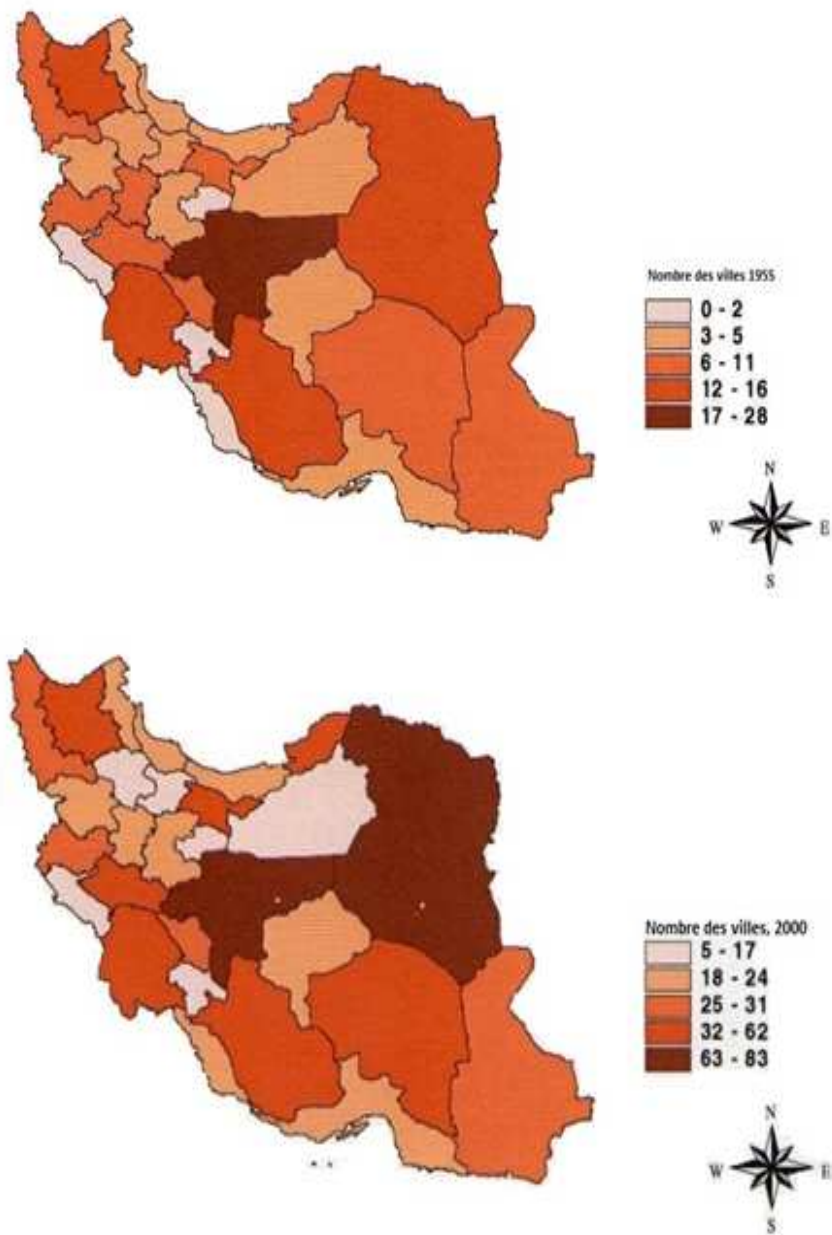 Nombre des villes 1955
0 - 2
3 - 5
6 - 11
12 - 16
17 - 28
N
W E
S
Nombre des villes, 2000
5 - 17
18 - 24
25 - 31
32 - 62
63 - 83
N
W E
S